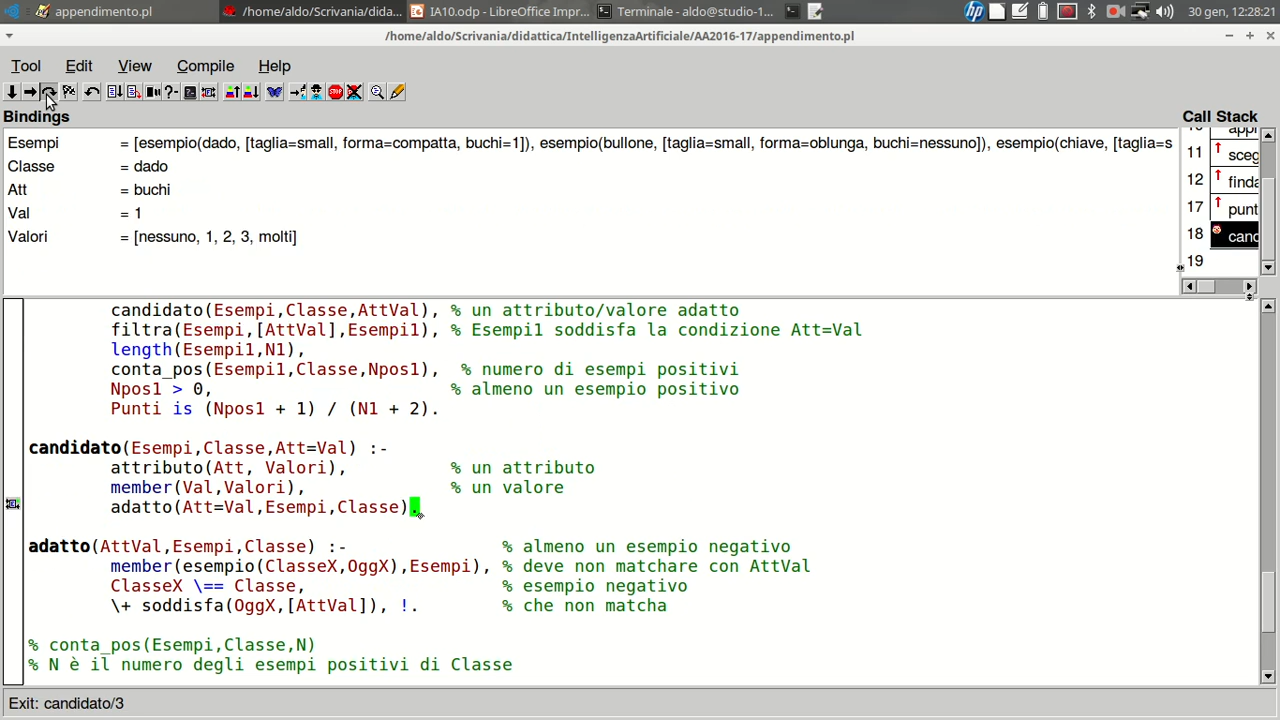 appendimento.pl
/home/aldo/Scrivania/dida...
IA10.odp - LibreOffice Impr...
Terminale - aldo@studio-1...
30 gen, 12:28:21
/home/aldo/Scrivania/didattica/IntelligenzaArtificiale/AA2016-17/appendimento.pl
Tool Edit View Compile Help
Bindings
Call Stack
Esempi = [esempio(dado, [taglia=small, forma=compatta, buchi=1]), esempio(bullone, [taglia=small, forma=oblunga, buchi=nessuno]), esempio(chiave, [taglia=s
Classe = dado
Att = buchi
Val = 1
Valori = [nessuno, 1, 2, 3, molti]
11 sceg
12 finda
17 punt
18 cand
19
candidato(Esempi,Classe,AttVal), % un attributo/valore adatto
filtra(Esempi,[AttVal],Esempi1), % Esempi1 soddisfa la condizione Att=Val
length(Esempi1,N1),
conta_pos(Esempi1,Classe,Npos1), % numero di esempi positivi
Npos1 > 0, % almeno un esempio positivo
Punti is (Npos1 + 1) / (N1 + 2).
candidato(Esempi,Classe,Att=Val) :-
attributo(Att, Valori), % un attributo
member(Val,Valori), % un valore
adatto(Att=Val,Esempi,Classe).
adatto(AttVal,Esempi,Classe) :- % almeno un esempio negativo
member(esempio(ClasseX,OggX),Esempi), % deve non matchare con AttVal
ClasseX \== Classe, % esempio negativo
\+ soddisfa(OggX,[AttVal]), !. % che non matcha
% conta_pos(Esempi,Classe,N)
% N è il numero degli esempi positivi di Classe
Exit: candidato/3